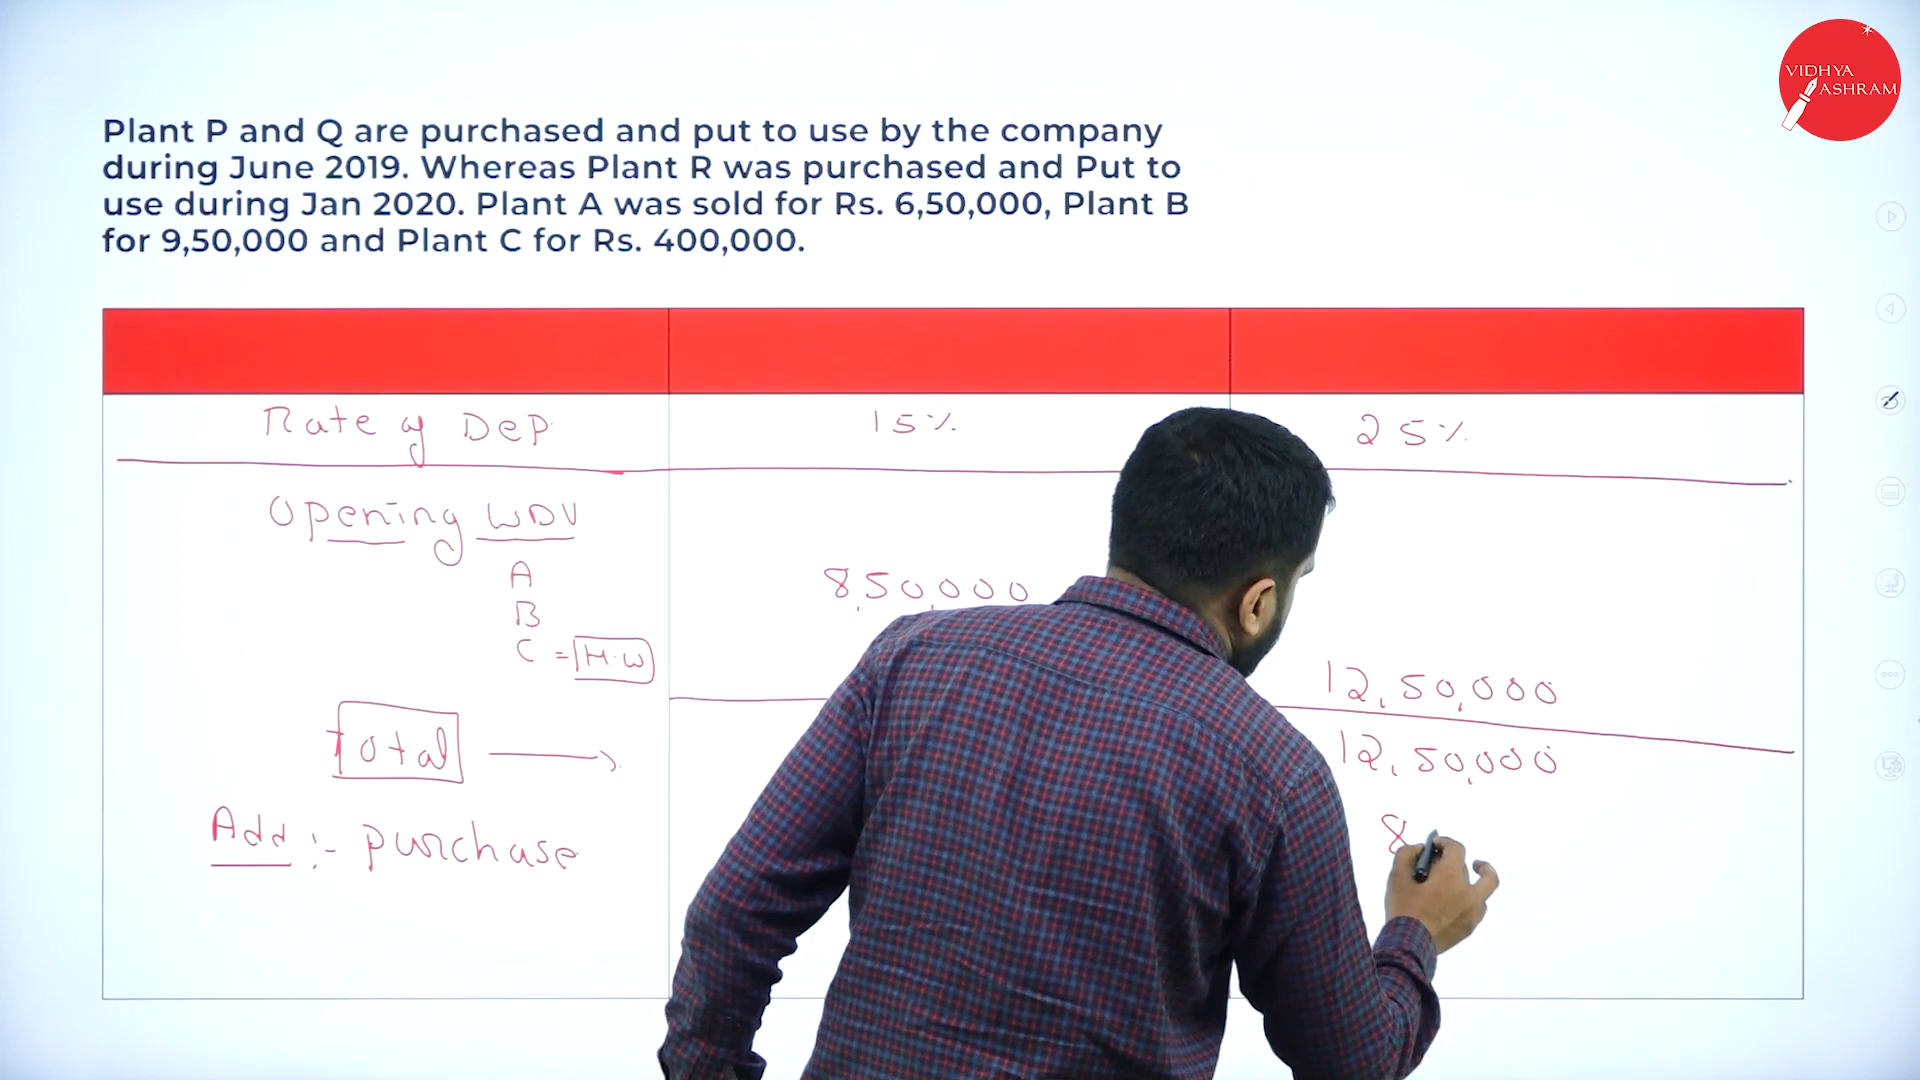 VIDHYA
ASHRAM
Plant P and Q are purchased and put to use by the company
during June 2019. Whereas Plant R was purchased and Put to
use during Jan 2020. Plant A was sold for Rs. 6,50,000, Plant B
for 9,50,000 and Plant C for Rs. 400,000.
Rate of Dep. 15% 25%
Opening WDV
A 8,50,000
B
C = H.W 12,50,000
Total 12,50,000
Add :- purchase 8